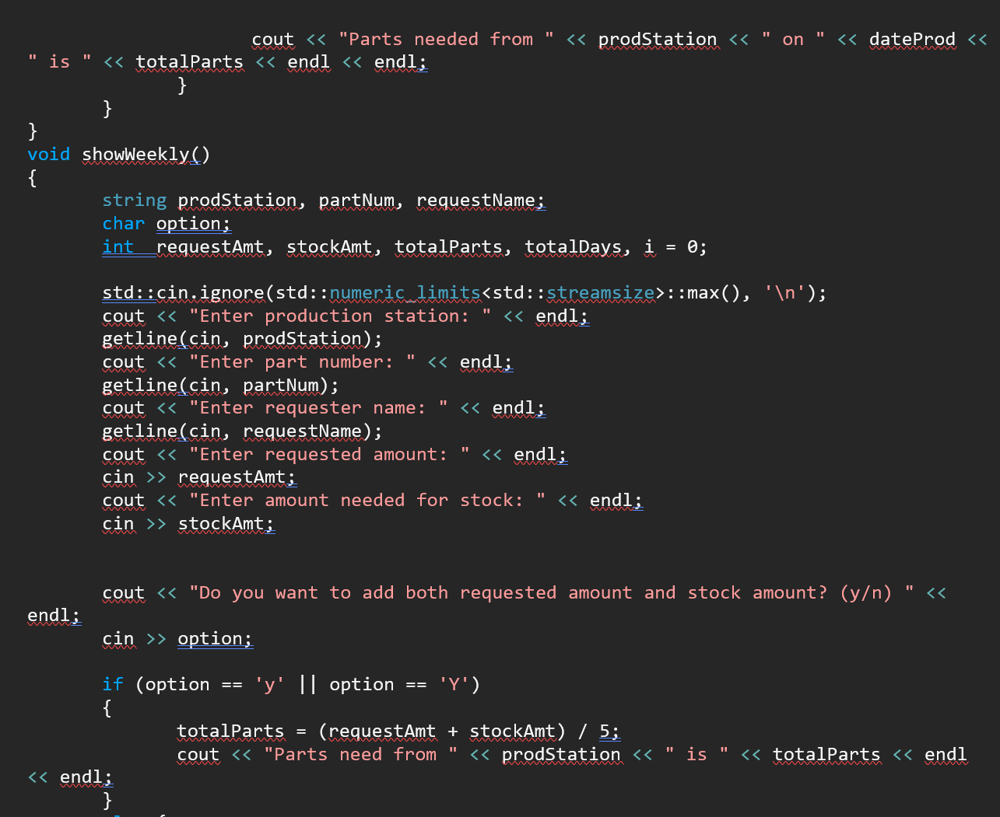 cout << "Parts needed from " << prodStation << " on " << dateProd <<
" is " << totalParts << endl << endl;
}
}
}
void showWeekly()
{
string prodStation, partNum, requestName;
char option;
int  requestAmt, stockAmt, totalParts, totalDays, i = 0;
std::cin.ignore(std::numeric_limits<std::streamsize>::max(), '\n');
cout << "Enter production station: " << endl;
getline(cin, prodStation);
cout << "Enter part number: " << endl;
getline(cin, partNum);
cout << "Enter requester name: " << endl;
getline(cin, requestName);
cout << "Enter requested amount: " << endl;
cin >> requestAmt;
cout << "Enter amount needed for stock: " << endl;
cin >> stockAmt;
cout << "Do you want to add both requested amount and stock amount? (y/n) " <<
endl;
cin >> option;
if (option == 'y' || option == 'Y')
{
totalParts = (requestAmt + stockAmt) / 5;
cout << "Parts need from " << prodStation << " is " << totalParts << endl
<< endl;
}